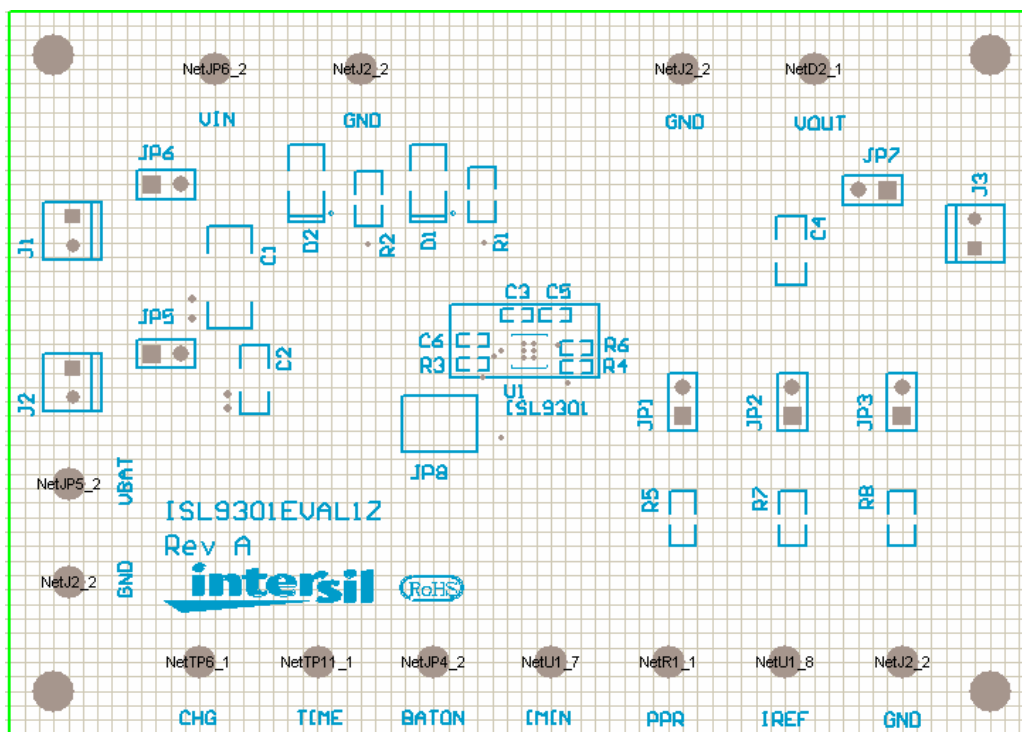 NetJP6_2 NetJ2_2 NetJ2_2 NetD2_1
VIN GND GND VOUT
JP6 JP7
J3
J1
D2 R2 D1 R1
C1
C4
JP5
C3 C5
C6 R6
R3 R4
C2
U1
ISL9301
J2
JP1 JP2 JP3
JP8
NetJP5_2
VBAT
R5 R7 R8
ISL9301EVAL1Z
Rev A
NetJ2_2
GND
intersil
RoHS
NetTP6_1 NetTP11_1 NetJP4_2 NetU1_7 NetR1_1 NetU1_8 NetJ2_2
CHG TIME BATON IMIN PPR IREF GND